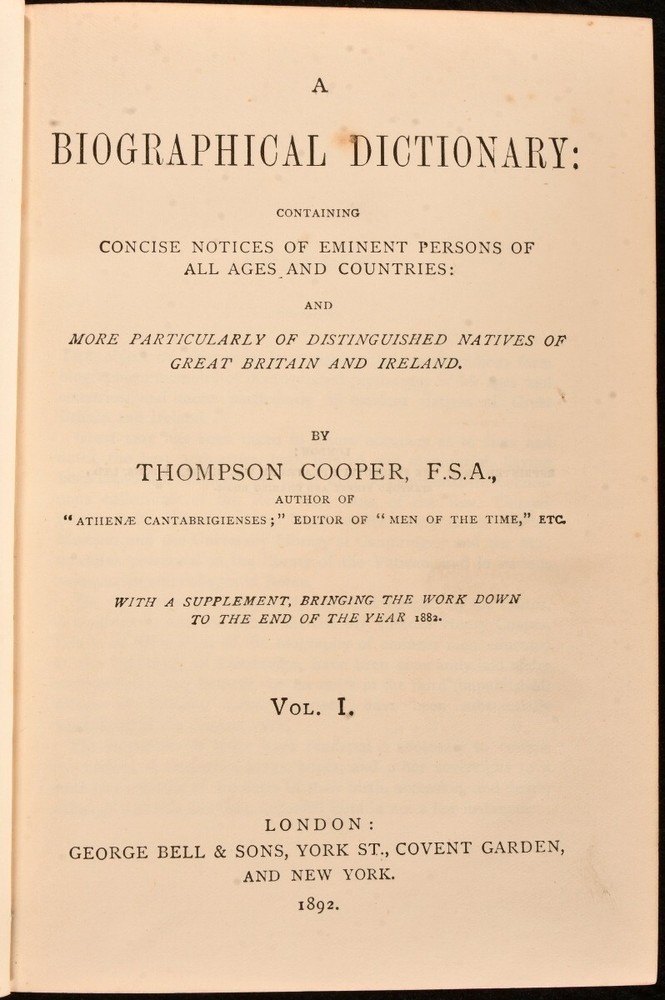 A
BIOGRAPHICAL DICTIONARY:
CONTAINING
CONCISE NOTICES OF EMINENT PERSONS OF
ALL AGES AND COUNTRIES:
AND
MORE PARTICULARLY OF DISTINGUISHED NATIVES OF
GREAT BRITAIN AND IRELAND.
BY
THOMPSON COOPER, F.S.A.,
AUTHOR OF
“ATHENÆ CANTABRIGIENSES;” EDITOR OF “MEN OF THE TIME,” ETC.
WITH A SUPPLEMENT, BRINGING THE WORK DOWN
TO THE END OF THE YEAR 1882.
VOL. I.
LONDON:
GEORGE BELL & SONS, YORK ST., COVENT GARDEN,
AND NEW YORK.
1892.